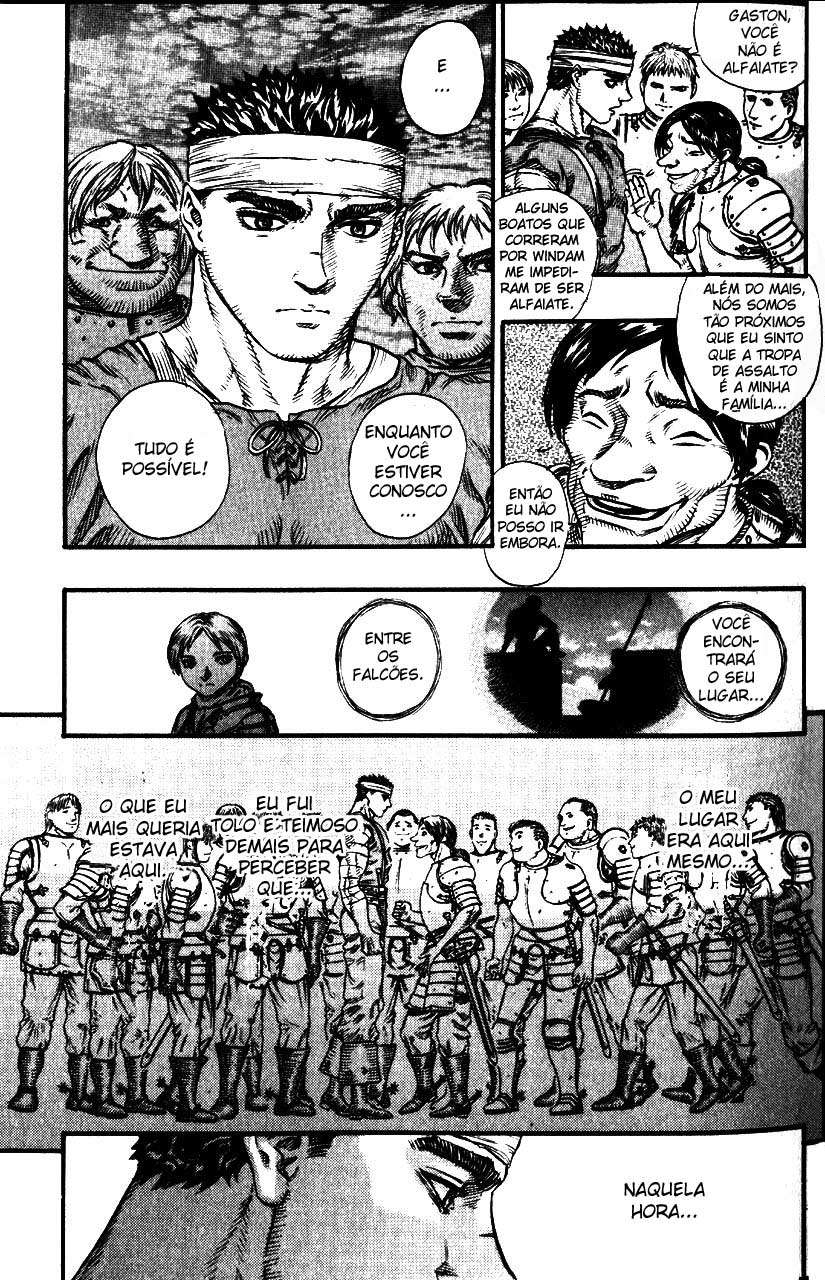 GASTON,
VOCÊ
NÃO É
ALFAIATE?
ALGUNS
BOATOS QUE
CORRERAM
POR WINDAM
ME IMPEDI-
RAM DE SER
ALFAIATE.
ALÉM DO MAIS,
NÓS SOMOS
TÃO PRÓXIMOS
QUE EU SINTO
QUE A TROPA
DE ASSALTO
É A MINHA
FAMÍLIA...
ENTÃO
EU NÃO
POSSO IR
EMBORA.
E
...
ENQUANTO
VOCÊ
ESTIVER
CONOSCO
...
TUDO É
POSSÍVEL!
VOCÊ
ENCON-
TRARÁ
O SEU
LUGAR...
ENTRE
OS
FALCÕES.
O MEU
LUGAR
ERA AQUI
MESMO...
EU FUI
TOLO E TEIMOSO
DEMAIS PARA
PERCEBER
QUE...
O QUE EU
MAIS QUERIA
ESTAVA
AQUI.
NAQUELA
HORA...